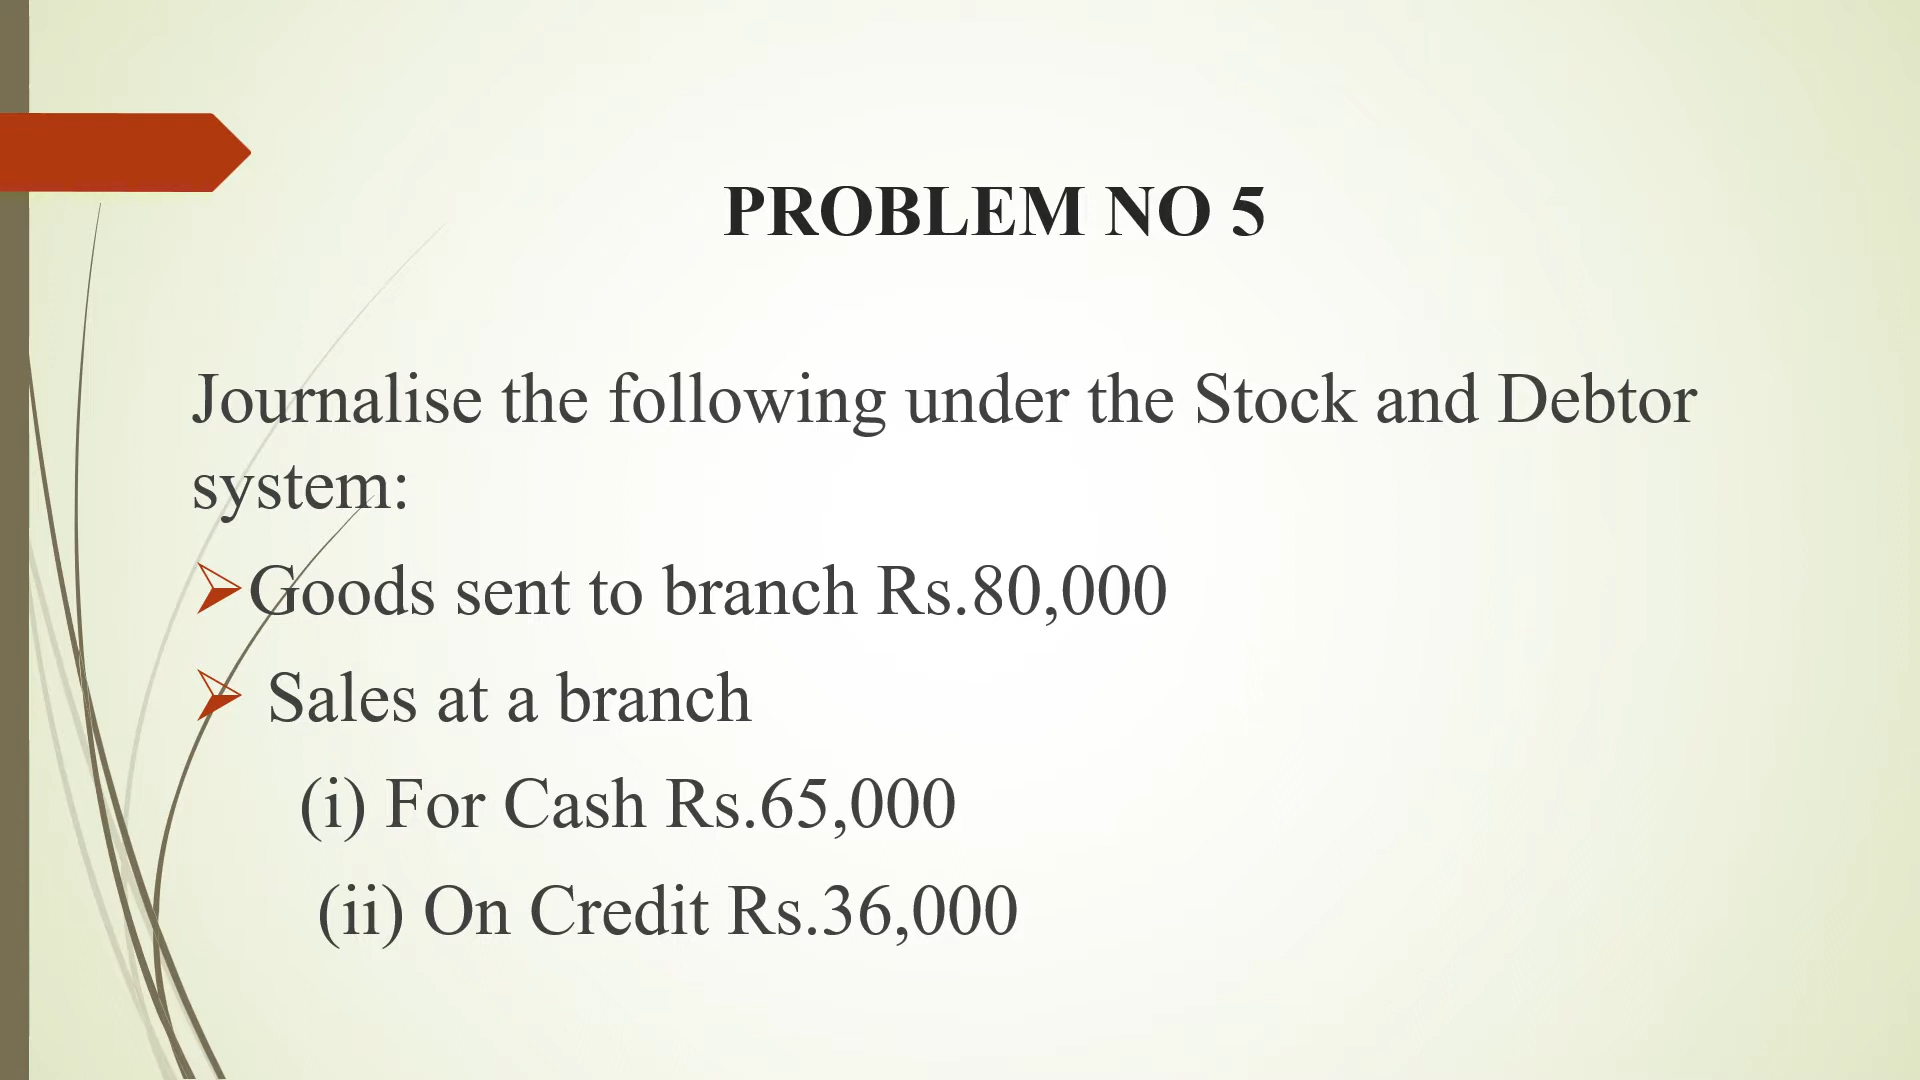 PROBLEM NO 5
Journalise the following under the Stock and Debtor
system:
Goods sent to branch Rs.80,000
Sales at a branch
(i) For Cash Rs.65,000
(ii) On Credit Rs.36,000